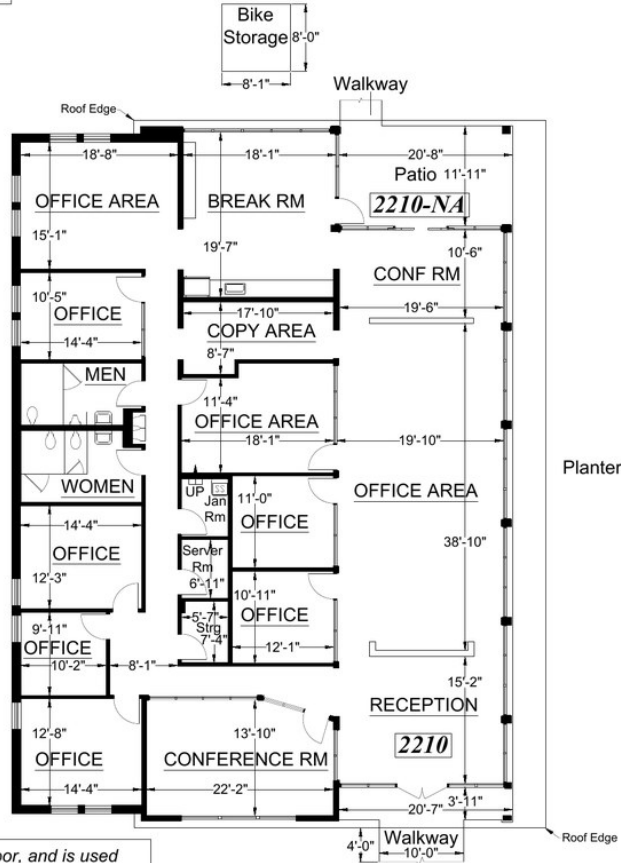 Bike
Storage
8'-0"
8'-1"
Walkway
Roof Edge
18'-8"
18'-1"
20'-8"
Patio
11'-11"
OFFICE AREA
BREAK RM
2210-NA
15'-1"
19'-7"
10'-6"
CONF RM
10'-5"
OFFICE
19'-6"
17'-10"
14'-4"
COPY AREA
8'-7"
MEN
11'-4"
OFFICE AREA
18'-1"
19'-10"
Planter
WOMEN
UP
Jan
Rm
11'-0"
OFFICE
OFFICE AREA
14'-4"
OFFICE
38'-10"
Server
Rm
6'-11"
12'-3"
10'-11"
5'-7"
Strg
7'-4"
OFFICE
9'-11"
OFFICE
10'-2"
8'-1"
12'-1"
15'-2"
RECEPTION
12'-8"
13'-10"
2210
OFFICE
CONFERENCE RM
14'-4"
22'-2"
20'-7"
3'-11"
4'-0"
Walkway
10'-0"
Roof Edge
oor, and is used